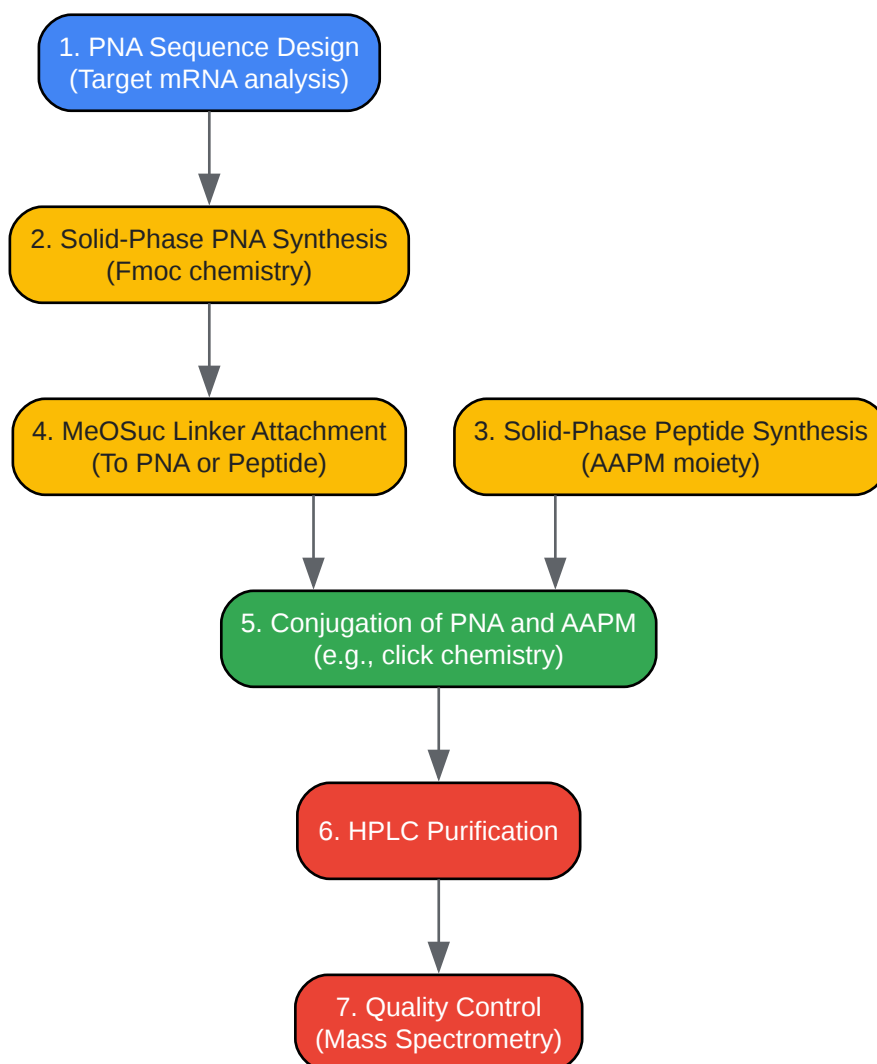 1. PNA Sequence Design
(Target mRNA analysis)
2. Solid-Phase PNA Synthesis
(Fmoc chemistry)
4. MeOSuc Linker Attachment
(To PNA or Peptide)
3. Solid-Phase Peptide Synthesis
(AAPM moiety)
5. Conjugation of PNA and AAPM
(e.g., click chemistry)
6. HPLC Purification
7. Quality Control
(Mass Spectrometry)